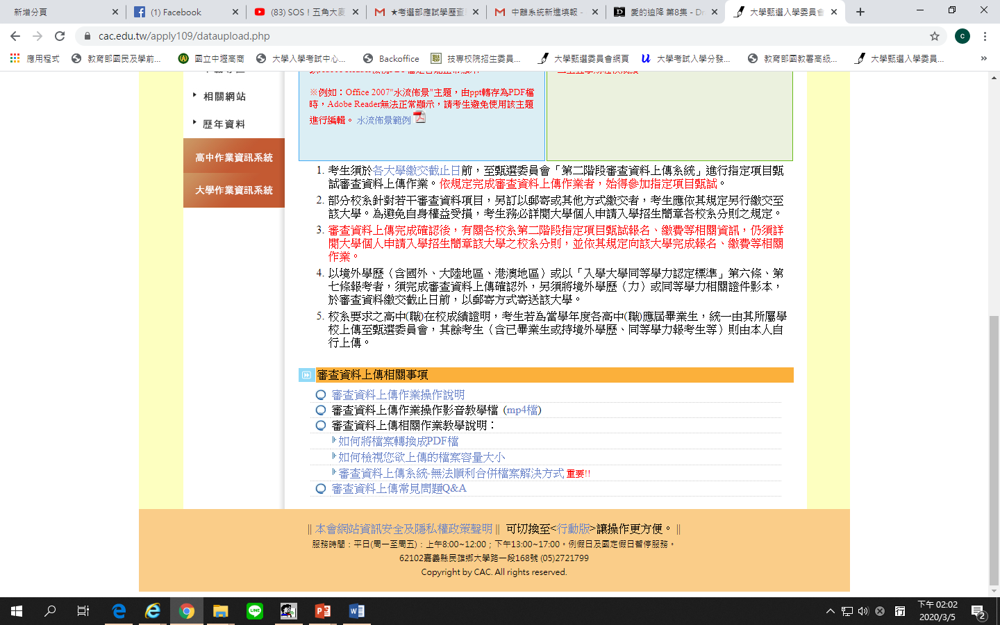 新增分頁
(1) Facebook
(83) SOS！五角大廈
★考選部應試學歷查
中離系統新進填報 -
愛的迫降 第8集 - Dr
大學甄選入學委員會
cac.edu.tw/apply109/dataupload.php
應用程式
教育部國民及學前...
國立中壢高商
大學入學考試中心...
Backoffice
技專校院招生委員...
大學甄選委員會網頁
大學考試入學分發...
教育部國教署高級...
大學甄選入學委員...
»
相關網站
歷年資料
高中作業資訊系統
大學作業資訊系統
※例如：Office 2007"水流佈景"主題，由ppt轉存為PDF檔
時，Adobe Reader無法正常顯示，請考生避免使用該主題
進行編輯。 水流佈景範例
1. 考生須於各大學繳交截止日前，至甄選委員會「第二階段審查資料上傳系統」進行指定項目甄
試審查資料上傳作業。依規定完成審查資料上傳作業者，始得參加指定項目甄試。
2. 部分校系針對若干審查資料項目，另訂以郵寄或其他方式繳交者，考生應依其規定另行繳交至
該大學。為避免自身權益受損，考生務必詳閱大學個人申請入學招生簡章各校系分則之規定。
3. 審查資料上傳完成確認後，有關各校系第二階段指定項目甄試報名、繳費等相關資訊，仍須詳
閱大學個人申請入學招生簡章該大學之校系分則，並依其規定向該大學完成報名、繳費等相關
作業。
4. 以境外學歷（含國外、大陸地區、港澳地區）或以「入學大學同等學力認定標準」第六條、第
七條報考者，須完成審查資料上傳確認外，另須將境外學歷（力）或同等學力相關證件影本，
於審查資料繳交截止日前，以郵寄方式寄送該大學。
5. 校系要求之高中(職)在校成績證明，考生若為當學年度各高中(職)應屆畢業生，統一由其所屬學
校上傳至甄選委員會，其餘考生（含已畢業生或持境外學歷、同等學力報考生等）則由本人自
行上傳。
審查資料上傳相關事項
審查資料上傳作業操作說明
審查資料上傳作業操作影音教學檔 (mp4檔)
審查資料上傳相關作業教學說明：
如何將檔案轉換成PDF檔
如何檢視您欲上傳的檔案容量大小
審查資料上傳系統-無法順利合併檔案解決方式 重要!!
審查資料上傳常見問題Q&A
|| 本會網站資訊安全及隱私權政策聲明 || 可切換至<行動版>讓操作更方便。 ||
服務時間：平日(周一至周五)：上午8:00~12:00；下午13:00~17:00。例假日及國定假日暫停服務。
62102嘉義縣民雄鄉大學路一段168號 (05)2721799
Copyright by CAC. All rights reserved.
下午 02:02
2020/3/5
2